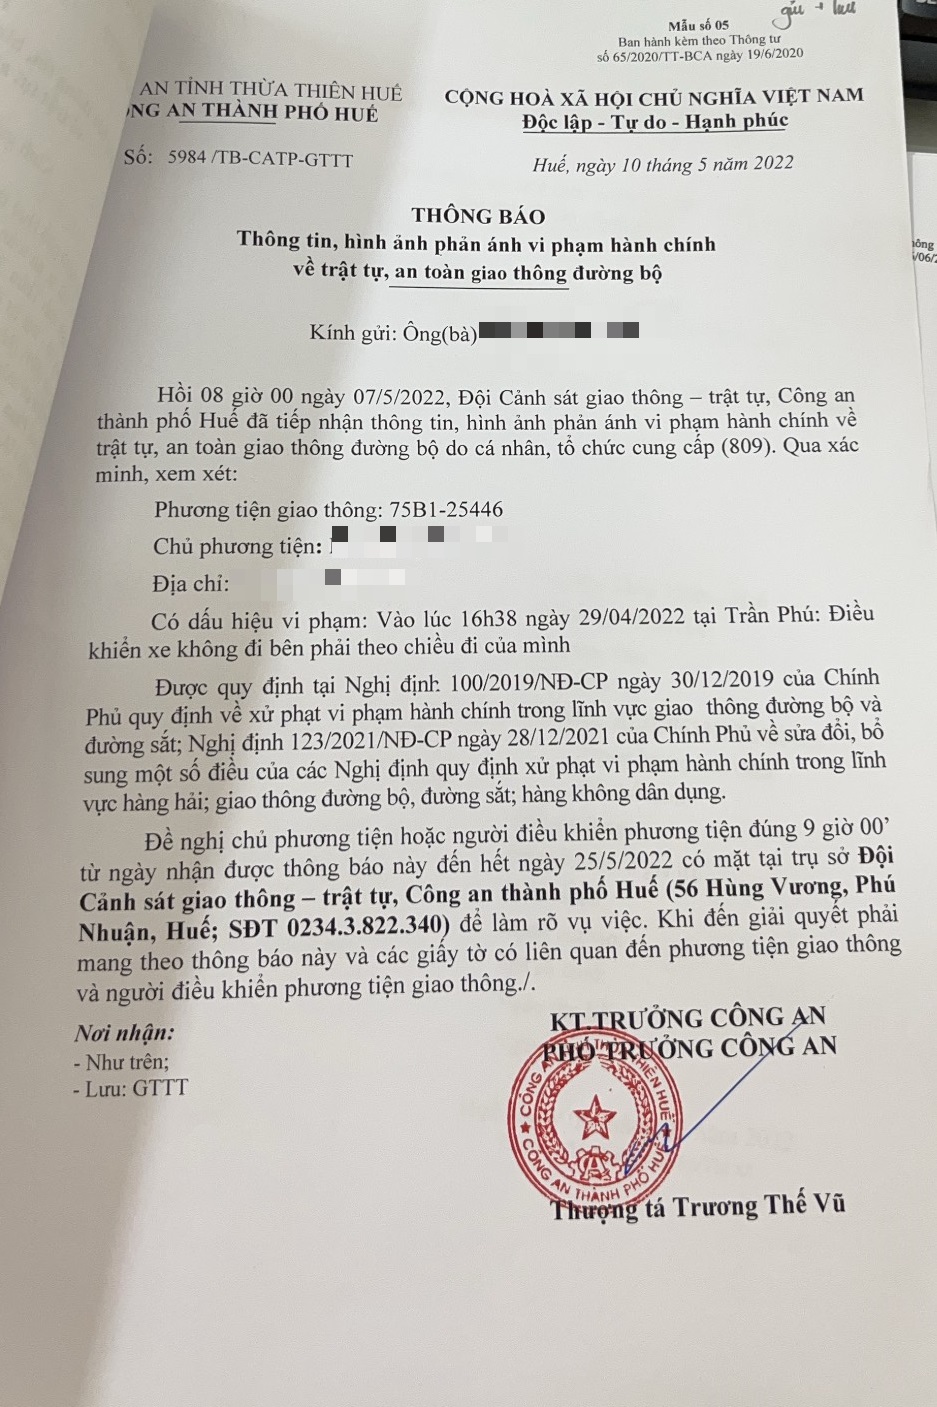 gửi + lưu
Mẫu số 05
Ban hành kèm theo Thông tư
số 65/2020/TT-BCA ngày 19/6/2020
AN TỈNH THỪA THIÊN HUẾ
NG AN THÀNH PHỐ HUẾ
CỘNG HOÀ XÃ HỘI CHỦ NGHĨA VIỆT NAM
Độc lập - Tự do - Hạnh phúc
Số: 5984 /TB-CATP-GTTT
Huế, ngày 10 tháng 5 năm 2022
THÔNG BÁO
Thông tin, hình ảnh phản ánh vi phạm hành chính
về trật tự, an toàn giao thông đường bộ
Kính gửi: Ông(bà)
Hồi 08 giờ 00 ngày 07/5/2022, Đội Cảnh sát giao thông – trật tự, Công an
thành phố Huế đã tiếp nhận thông tin, hình ảnh phản ánh vi phạm hành chính về
trật tự, an toàn giao thông đường bộ do cá nhân, tổ chức cung cấp (809). Qua xác
minh, xem xét:
Phương tiện giao thông: 75B1-25446
Chủ phương tiện:
Địa chỉ:
Có dấu hiệu vi phạm: Vào lúc 16h38 ngày 29/04/2022 tại Trần Phú: Điều
khiển xe không đi bên phải theo chiều đi của mình
Được quy định tại Nghị định 100/2019/NĐ-CP ngày 30/12/2019 của Chính
Phủ quy định về xử phạt vi phạm hành chính trong lĩnh vực giao thông đường bộ và
đường sắt; Nghị định 123/2021/NĐ-CP ngày 28/12/2021 của Chính Phủ về sửa đổi, bổ
sung một số điều của các Nghị định quy định xử phạt vi phạm hành chính trong lĩnh
vực hàng hải; giao thông đường bộ, đường sắt; hàng không dân dụng.
Đề nghị chủ phương tiện hoặc người điều khiển phương tiện đúng 9 giờ 00’
từ ngày nhận được thông báo này đến hết ngày 25/5/2022 có mặt tại trụ sở Đội
Cảnh sát giao thông – trật tự, Công an thành phố Huế (56 Hùng Vương, Phú
Nhuận, Huế; SĐT 0234.3.822.340) để làm rõ vụ việc. Khi đến giải quyết phải
mang theo thông báo này và các giấy tờ có liên quan đến phương tiện giao thông
và người điều khiển phương tiện giao thông./.
Nơi nhận:
- Như trên;
- Lưu: GTTT
KT.TRƯỞNG CÔNG AN
PHÓ TRƯỞNG CÔNG AN
CÔNG AN THÀNH PHỐ HUẾ
Thượng tá Trương Thế Vũ